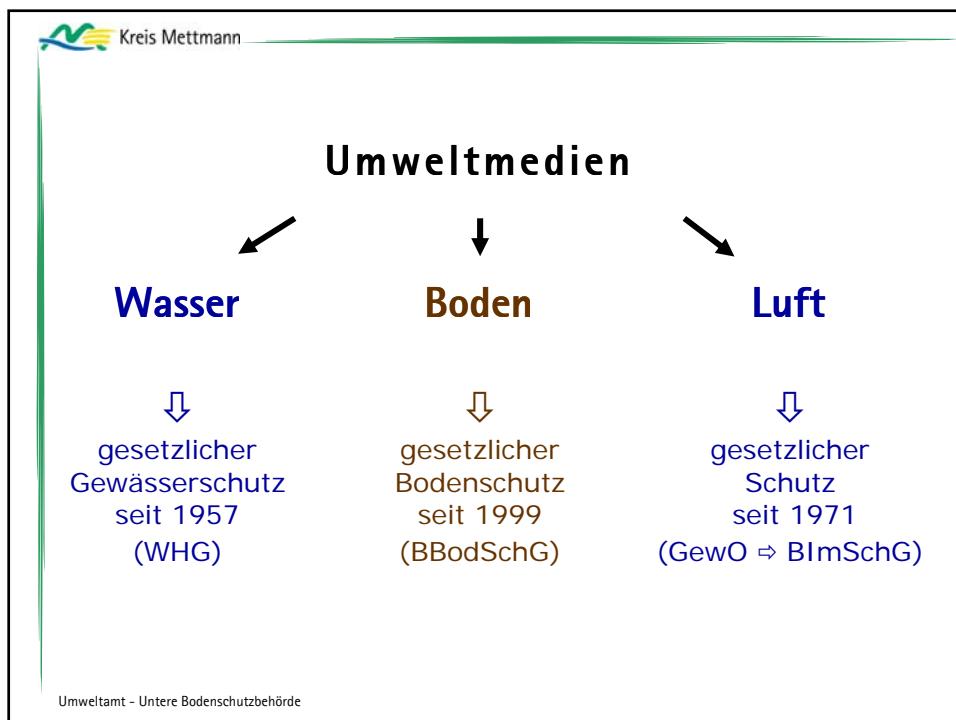 Kreis Mettmann
Umweltmedien
Wasser
Boden
Luft
⇩
gesetzlicher
Gewässerschutz
seit 1957
(WHG)
⇩
gesetzlicher
Bodenschutz
seit 1999
(BBodSchG)
⇩
gesetzlicher
Schutz
seit 1971
(GewO ⇨ BImSchG)
Umweltamt - Untere Bodenschutzbehörde